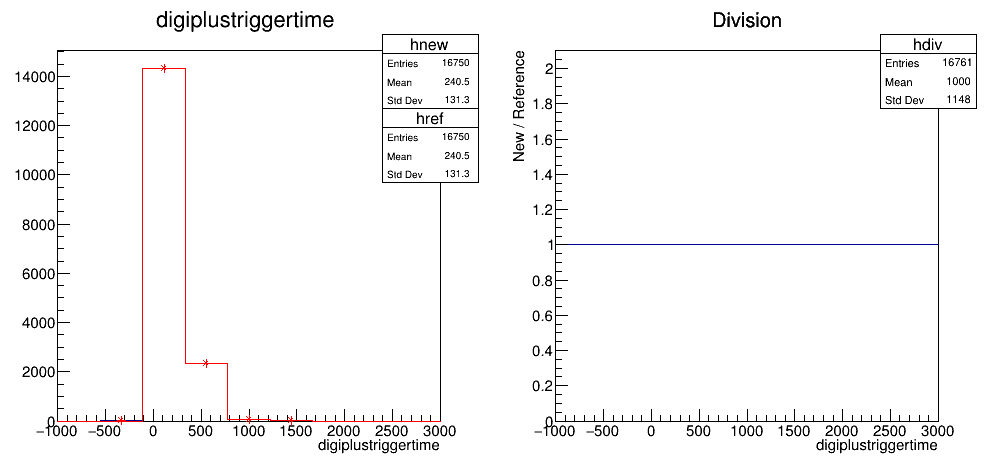 digiplustriggertime
hnew
Entries 16750
Mean 240.5
Std Dev 131.3
href
Entries 16750
Mean 240.5
Std Dev 131.3
14000
12000
10000
8000
6000
4000
2000
0
−1000 −500 0 500 1000 1500 2000 2500 3000
digiplustriggertime
Division
hdiv
Entries 16761
Mean 1000
Std Dev 1148
New / Reference
2
1.8
1.6
1.4
1.2
1
0.8
0.6
0.4
0.2
0
−1000 −500 0 500 1000 1500 2000 2500 3000
digiplustriggertime